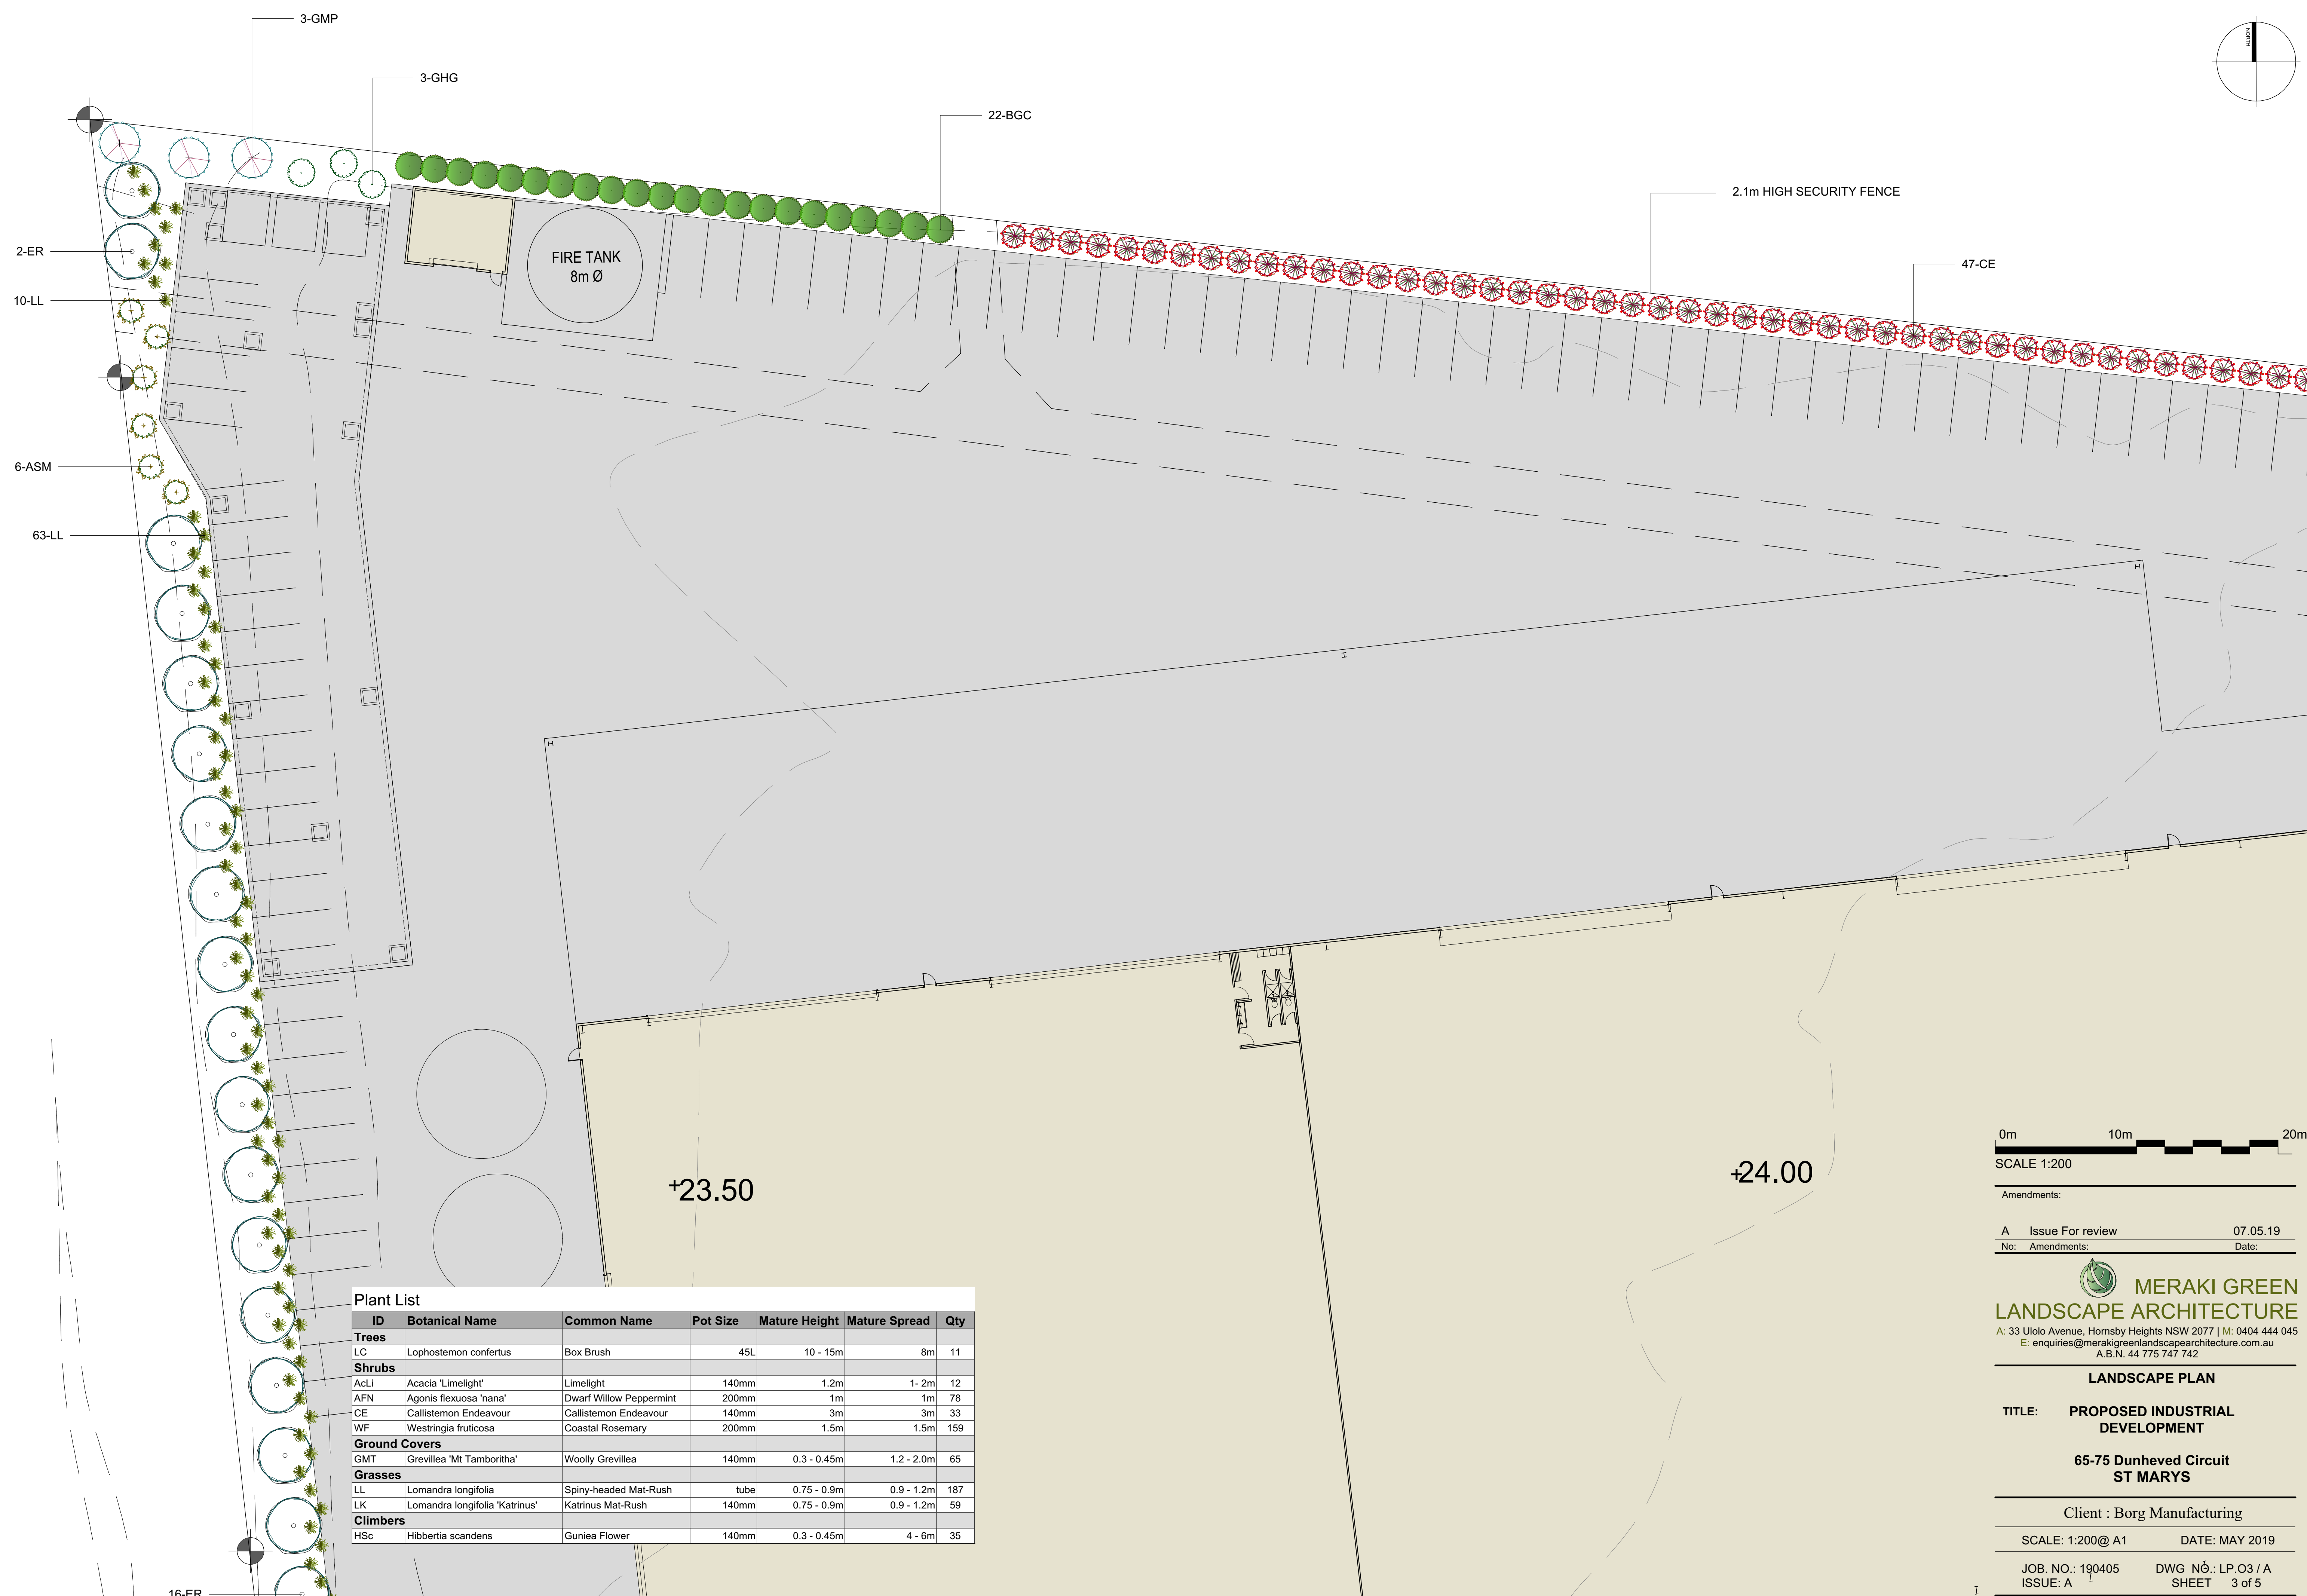 3-GMP
3-GHG
22-BGC
NORTH
2.1m HIGH SECURITY FENCE
2-ER
FIRE TANK
8m Ø
47-CE
10-LL
6-ASM
63-LL
+23.50
+24.00
16-ER
Plant List
ID Botanical Name Common Name Pot Size Mature Height Mature Spread Qty
Trees
LC Lophostemon confertus Box Brush 45L 10 - 15m 8m 11
Shrubs
AcLi Acacia 'Limelight' Limelight 140mm 1.2m 1- 2m 12
AFN Agonis flexuosa 'nana' Dwarf Willow Peppermint 200mm 1m 1m 78
CE Callistemon Endeavour Callistemon Endeavour 140mm 3m 3m 33
WF Westringia fruticosa Coastal Rosemary 200mm 1.5m 1.5m 159
Ground Covers
GMT Grevillea 'Mt Tamboritha' Woolly Grevillea 140mm 0.3 - 0.45m 1.2 - 2.0m 65
Grasses
LL Lomandra longifolia Spiny-headed Mat-Rush tube 0.75 - 0.9m 0.9 - 1.2m 187
LK Lomandra longifolia 'Katrinus' Katrinus Mat-Rush 140mm 0.75 - 0.9m 0.9 - 1.2m 59
Climbers
HSc Hibbertia scandens Guniea Flower 140mm 0.3 - 0.45m 4 - 6m 35
0m 10m 20m
SCALE 1:200
Amendments:
A Issue For review 07.05.19
No: Amendments: Date:
MERAKI GREEN
LANDSCAPE ARCHITECTURE
A: 33 Ulolo Avenue, Hornsby Heights NSW 2077 | M: 0404 444 045
E: enquiries@merakigreenlandscapearchitecture.com.au
A.B.N. 44 775 747 742
LANDSCAPE PLAN
TITLE: PROPOSED INDUSTRIAL
DEVELOPMENT
65-75 Dunheved Circuit
ST MARYS
Client : Borg Manufacturing
SCALE: 1:200@ A1 DATE: MAY 2019
JOB. NO.: 190405 DWG NO.: LP.O3 / A
ISSUE: A SHEET 3 of 5